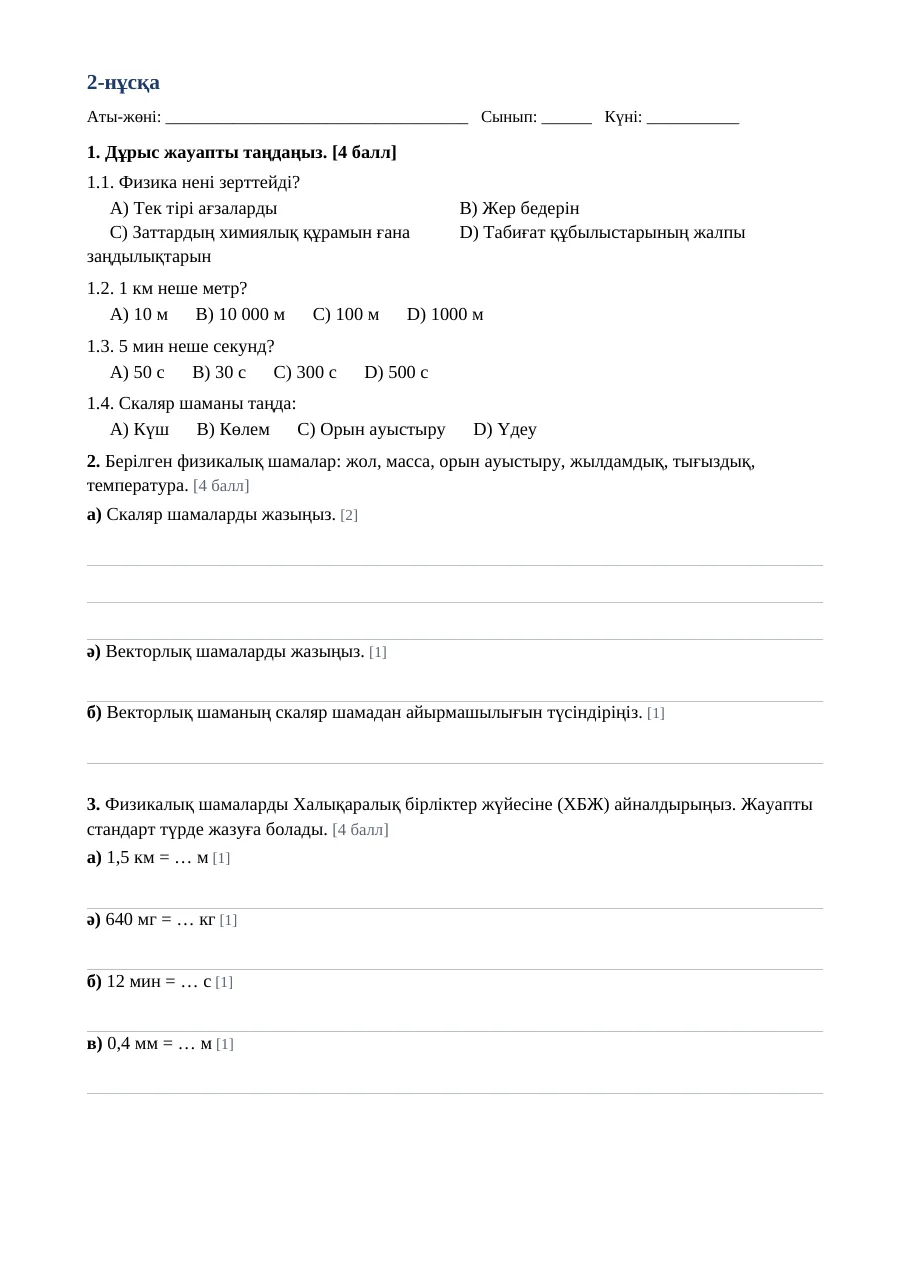 2-нұсқа
Аты-жөні: ____________________________________ Сынып: ______ Күні: ___________
1. Дұрыс жауапты таңдаңыз. [4 балл]
1.1. Физика нені зерттейді?
А) Тек тірі ағзаларды В) Жер бедерін
С) Заттардың химиялық құрамын ғана D) Табиғат құбылыстарының жалпы
заңдылықтарын
1.2. 1 км неше метр?
А) 10 м В) 10 000 м С) 100 м D) 1000 м
1.3. 5 мин неше секунд?
А) 50 с В) 30 с С) 300 с D) 500 с
1.4. Скаляр шаманы таңда:
А) Күш В) Көлем С) Орын ауыстыру D) Үдеу
2. Берілген физикалық шамалар: жол, масса, орын ауыстыру, жылдамдық, тығыздық,
температура. [4 балл]
а) Скаляр шамаларды жазыңыз. [2]
ә) Векторлық шамаларды жазыңыз. [1]
б) Векторлық шаманың скаляр шамадан айырмашылығын түсіндіріңіз. [1]
3. Физикалық шамаларды Халықаралық бірліктер жүйесіне (ХБЖ) айналдырыңыз. Жауапты
стандарт түрде жазуға болады. [4 балл]
а) 1,5 км = … м [1]
ә) 640 мг = … кг [1]
б) 12 мин = … с [1]
в) 0,4 мм = … м [1]